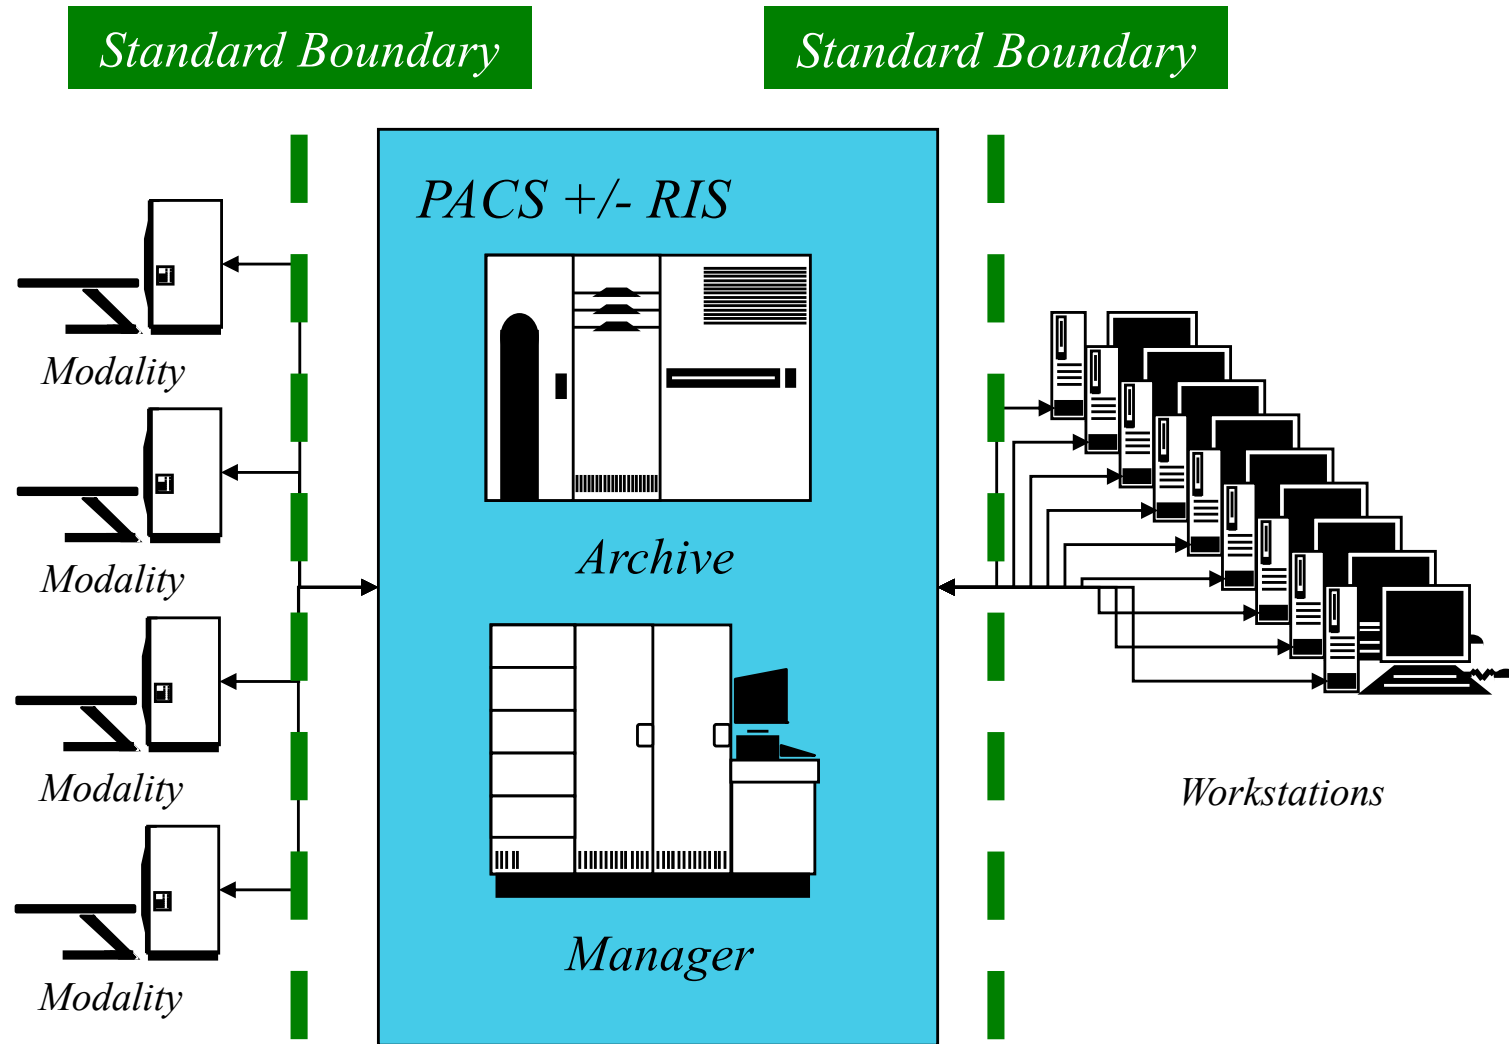 Standard Boundary
Standard Boundary
PACS +/- RIS
Modality
Archive
Modality
Modality
Workstations
Manager
Modality